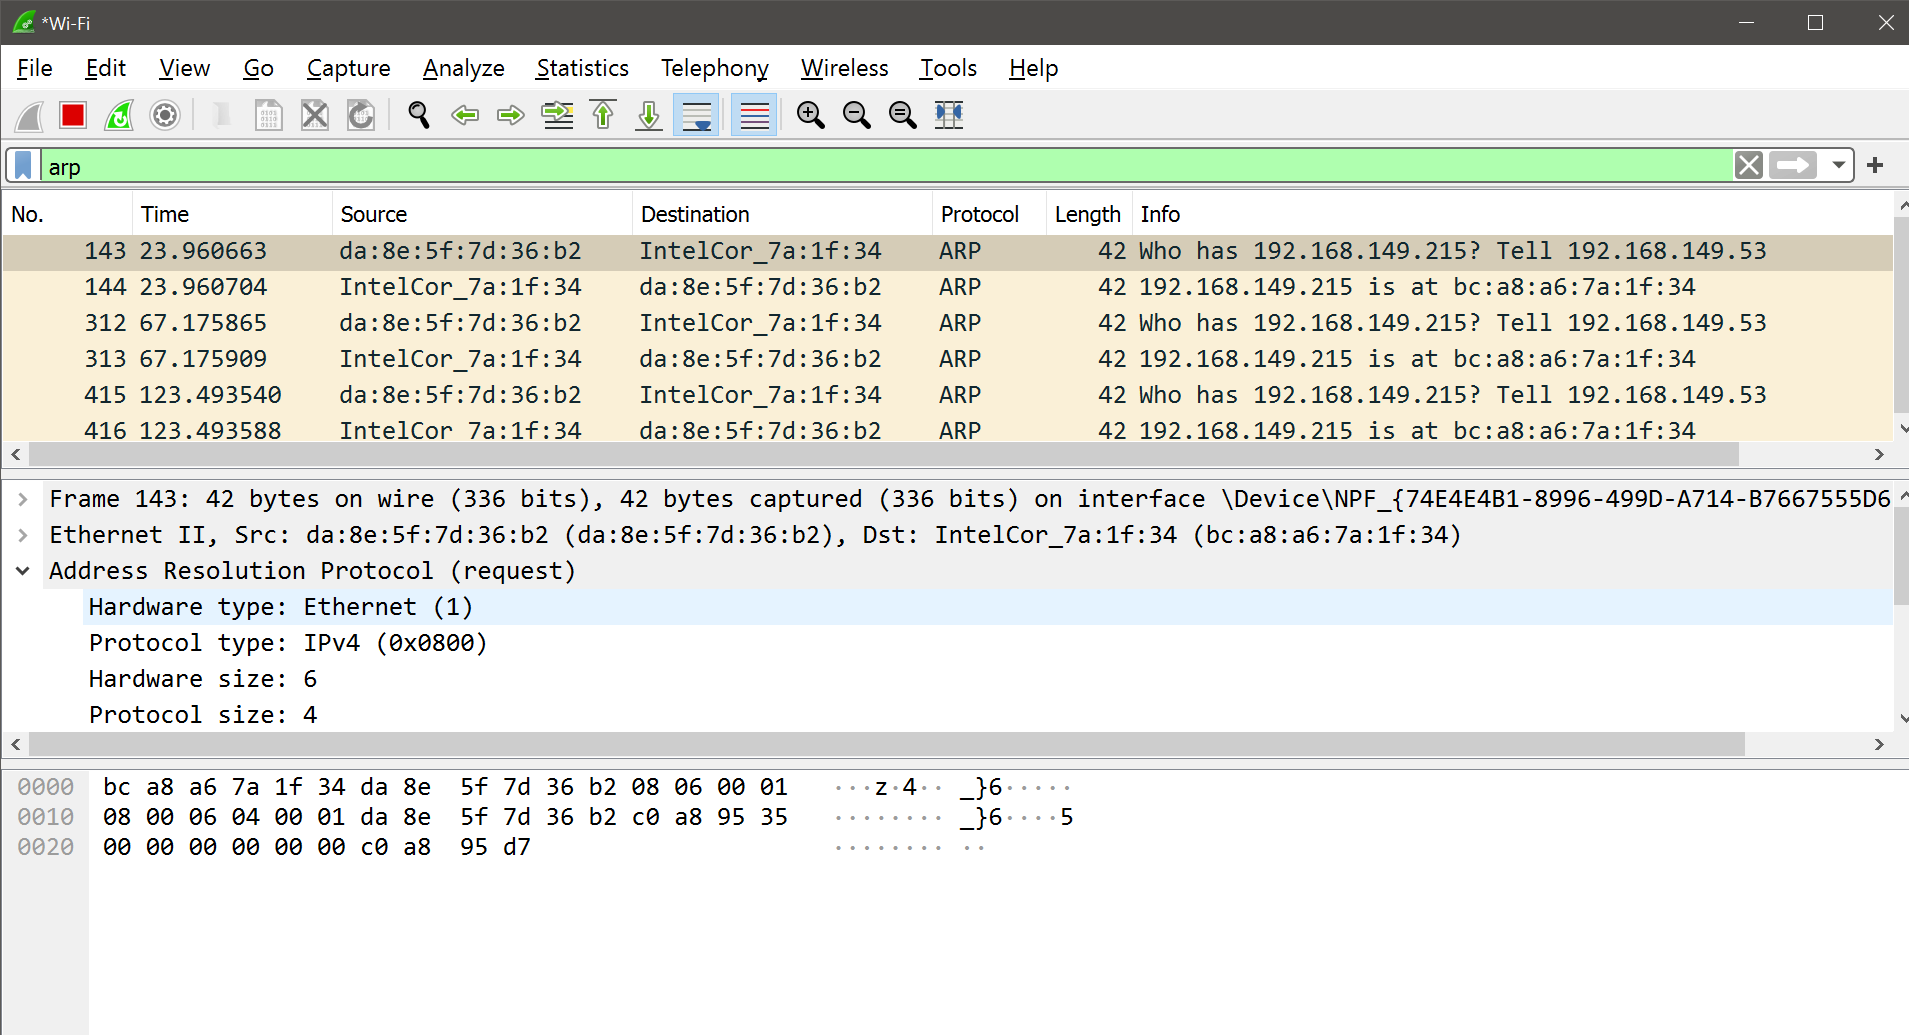 *Wi-Fi
File Edit View Go Capture Analyze Statistics Telephony Wireless Tools Help
arp
No. Time Source Destination Protocol Length Info
143 23.960663 da:8e:5f:7d:36:b2 IntelCor_7a:1f:34 ARP 42 Who has 192.168.149.215? Tell 192.168.149.53
144 23.960704 IntelCor_7a:1f:34 da:8e:5f:7d:36:b2 ARP 42 192.168.149.215 is at bc:a8:a6:7a:1f:34
312 67.175865 da:8e:5f:7d:36:b2 IntelCor_7a:1f:34 ARP 42 Who has 192.168.149.215? Tell 192.168.149.53
313 67.175909 IntelCor_7a:1f:34 da:8e:5f:7d:36:b2 ARP 42 192.168.149.215 is at bc:a8:a6:7a:1f:34
415 123.493540 da:8e:5f:7d:36:b2 IntelCor_7a:1f:34 ARP 42 Who has 192.168.149.215? Tell 192.168.149.53
416 123.493588 IntelCor_7a:1f:34 da:8e:5f:7d:36:b2 ARP 42 192.168.149.215 is at bc:a8:a6:7a:1f:34
Frame 143: 42 bytes on wire (336 bits), 42 bytes captured (336 bits) on interface \Device\NPF_{74E4E4B1-8996-499D-A714-B7667555D6
Ethernet II, Src: da:8e:5f:7d:36:b2 (da:8e:5f:7d:36:b2), Dst: IntelCor_7a:1f:34 (bc:a8:a6:7a:1f:34)
Address Resolution Protocol (request)
Hardware type: Ethernet (1)
Protocol type: IPv4 (0x0800)
Hardware size: 6
Protocol size: 4
0000 bc a8 a6 7a 1f 34 da 8e 5f 7d 36 b2 08 06 00 01 ···z·4·· _}6·····
0010 08 00 06 04 00 01 da 8e 5f 7d 36 b2 c0 a8 95 35 ········ _}6····5
0020 00 00 00 00 00 00 c0 a8 95 d7 ········ ··